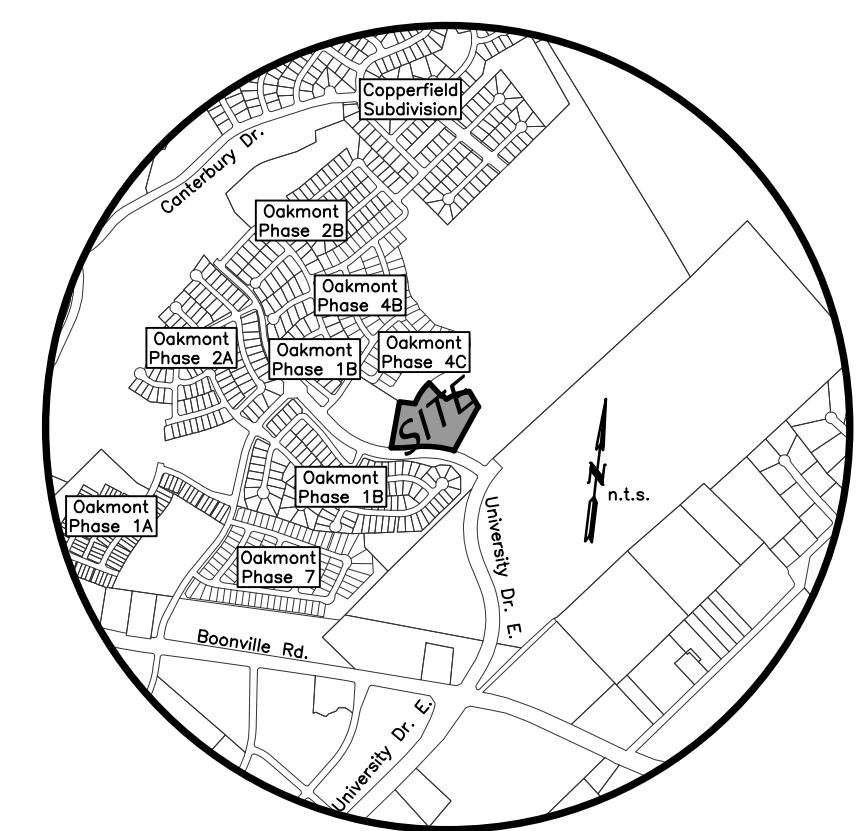 Copperfield
Subdivision
Canterbury Dr.
Oakmont
Phase 2B
Oakmont
Phase 4B
Oakmont
Phase 2A
Oakmont
Phase 1B
Oakmont
Phase 4C
SITE
Oakmont
Phase 1B
N
n.t.s.
Oakmont
Phase 1A
University Dr. E.
Oakmont
Phase 7
Boonville Rd.
University Dr. E.